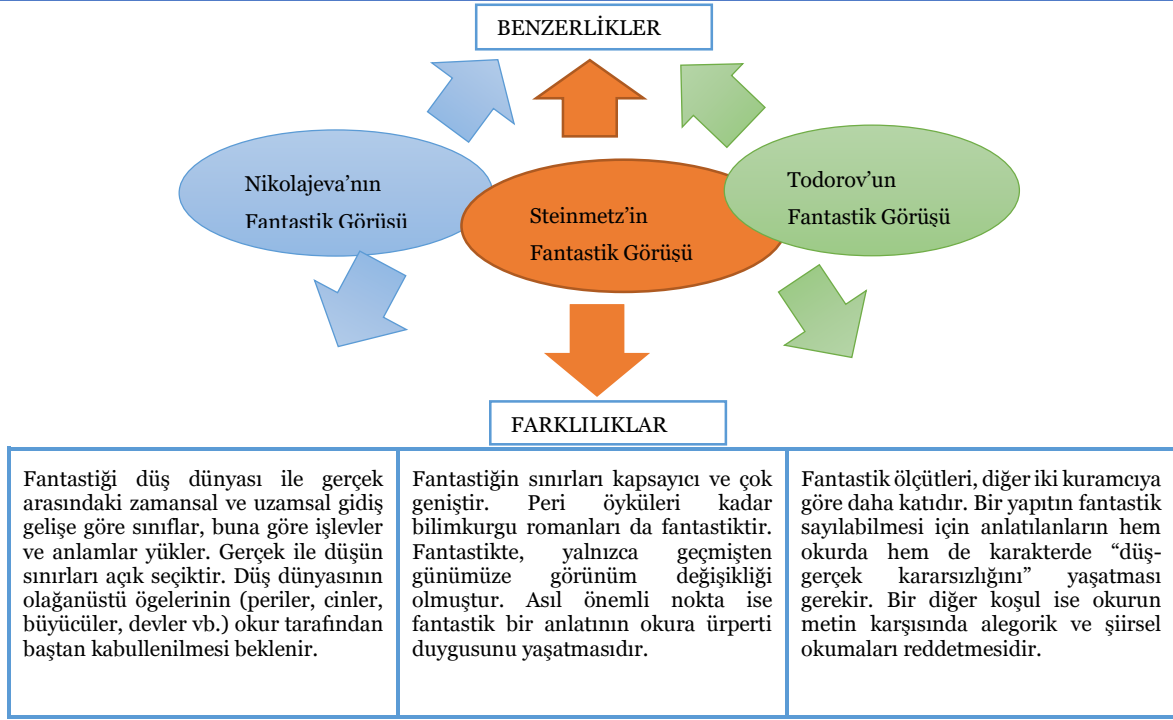 BENZERLİKLER
Nikolajeva’nın
Fantastik Görüşü
Steinmetz’in
Fantastik Görüşü
Todorov’un
Fantastik Görüşü
FARKLILIKLAR
Fantastiği düş dünyası ile gerçek
arasındaki zamansal ve uzamsal gidiş
gelişe göre sınıflar, buna göre işlevler
ve anlamlar yükler. Gerçek ile düşün
sınırları açık seçiktir. Düş dünyasının
olağanüstü ögelerinin (periler, cinler,
büyücüler, devler vb.) okur tarafından
baştan kabullenilmesi beklenir.
Fantastiğin sınırları kapsayıcı ve çok
geniştir. Peri öyküleri kadar
bilimkurgu romanları da fantastiktir.
Fantastikte, yalnızca geçmişten
günümüze görünüm değişikliği
olmuştur. Asıl önemli nokta ise
fantastik bir anlatının okura ürperti
duygusunu yaşatmasıdır.
Fantastik ölçütleri, diğer iki kuramcıya
göre daha katıdır. Bir yapıtın fantastik
sayılabilmesi için anlatılanların hem
okurda hem de karakterde “düş-
gerçek kararsızlığını” yaşatması
gerekir. Bir diğer koşul ise okurun
metin karşısında alegorik ve şiirsel
okumaları reddetmesidir.